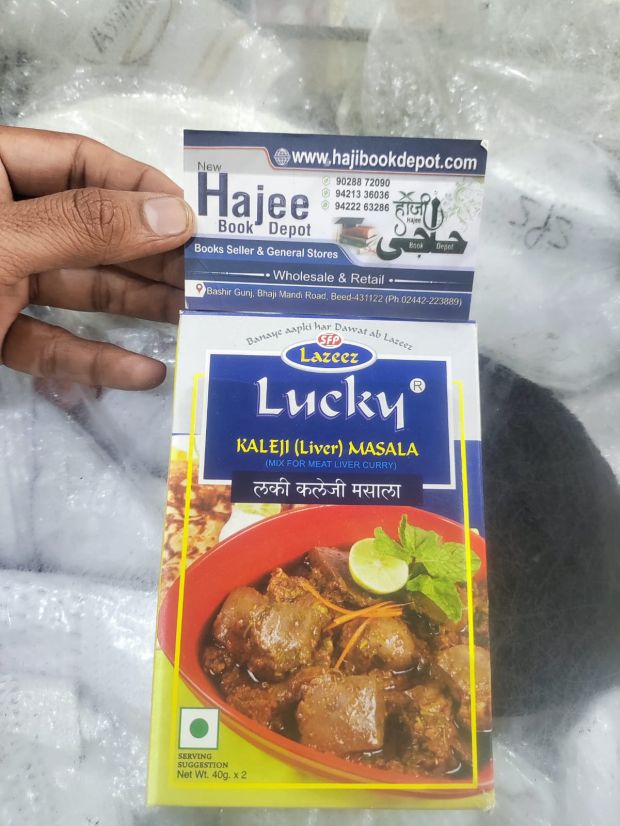 www.hajibookdepot.com
New
Hajee
Book Depot
90288 72090
94213 36036
94222 63286
हाजी
Hajee
حاجی
Book Depot
Books Seller & General Stores
Wholesale & Retail
Bashir Gunj, Bhaji Mandi Road, Beed-431122 (Ph.02442-223889)
Banaye aapki har Dawat ab Lazeez
SFP
Lazeez
Lucky®
KALEJI (Liver) MASALA
(MIX FOR MEAT LIVER CURRY)
लकी कलेजी मसाला
SERVING
SUGGESTION
Net Wt. 40g. x 2